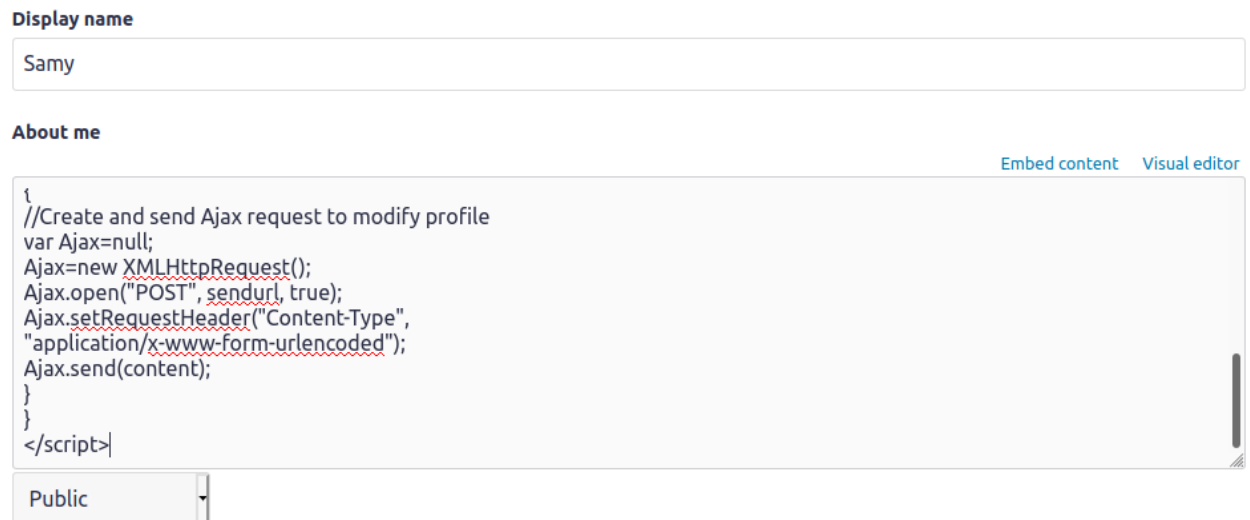 Display name
Samy
About me
Embed content Visual editor
{
//Create and send Ajax request to modify profile
var Ajax=null;
Ajax=new XMLHttpRequest();
Ajax.open("POST", sendurl, true);
Ajax.setRequestHeader("Content-Type",
"application/x-www-form-urlencoded");
Ajax.send(content);
}
}
</script>
Public